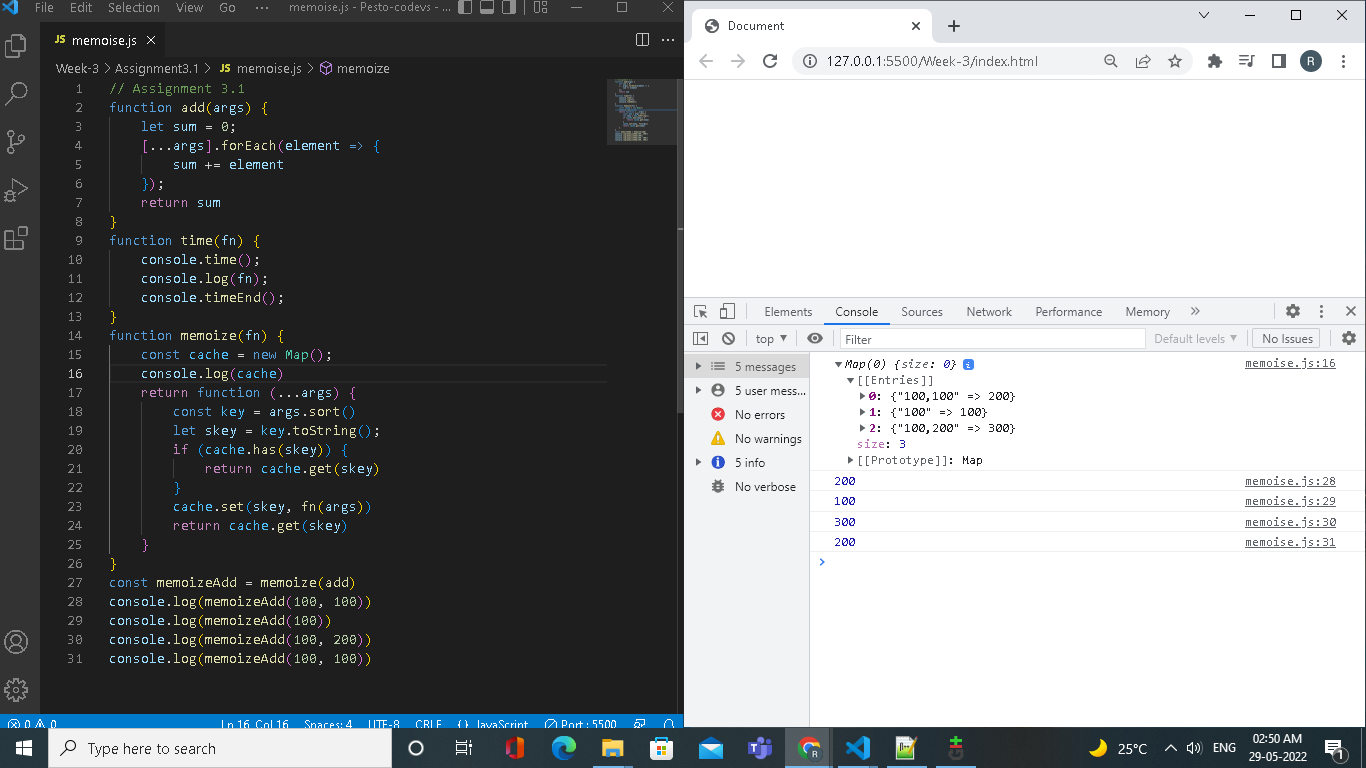 File Edit Selection View Go ··· memoise.js - Pesto-codevs - ...
JS memoise.js
Week-3 > Assignment3.1 > JS memoise.js > memoize
1 // Assignment 3.1
2 function add(args) {
3 let sum = 0;
4 [...args].forEach(element => {
5 sum += element
6 });
7 return sum
8 }
9 function time(fn) {
10 console.time();
11 console.log(fn);
12 console.timeEnd();
13 }
14 function memoize(fn) {
15 const cache = new Map();
16 console.log(cache)
17 return function (...args) {
18 const key = args.sort()
19 let skey = key.toString();
20 if (cache.has(skey)) {
21 return cache.get(skey)
22 }
23 cache.set(skey, fn(args))
24 return cache.get(skey)
25 }
26 }
27 const memoizeAdd = memoize(add)
28 console.log(memoizeAdd(100, 100))
29 console.log(memoizeAdd(100))
30 console.log(memoizeAdd(100, 200))
31 console.log(memoizeAdd(100, 100))
0 0 Ln 16, Col 16 Spaces: 4 UTF-8 CRLF {} JavaScript Port : 5500
Document
127.0.0.1:5500/Week-3/index.html R
Elements Console Sources Network Performance Memory »
top Filter Default levels No Issues
5 messages
5 user mess...
No errors
No warnings
5 info
No verbose
Map(0) {size: 0} i memoise.js:16
[[Entries]]
0: {"100,100" => 200}
1: {"100" => 100}
2: {"100,200" => 300}
size: 3
[[Prototype]]: Map
200 memoise.js:28
100 memoise.js:29
300 memoise.js:30
200 memoise.js:31
Type here to search
25°C ENG 02:50 AM
29-05-2022
1